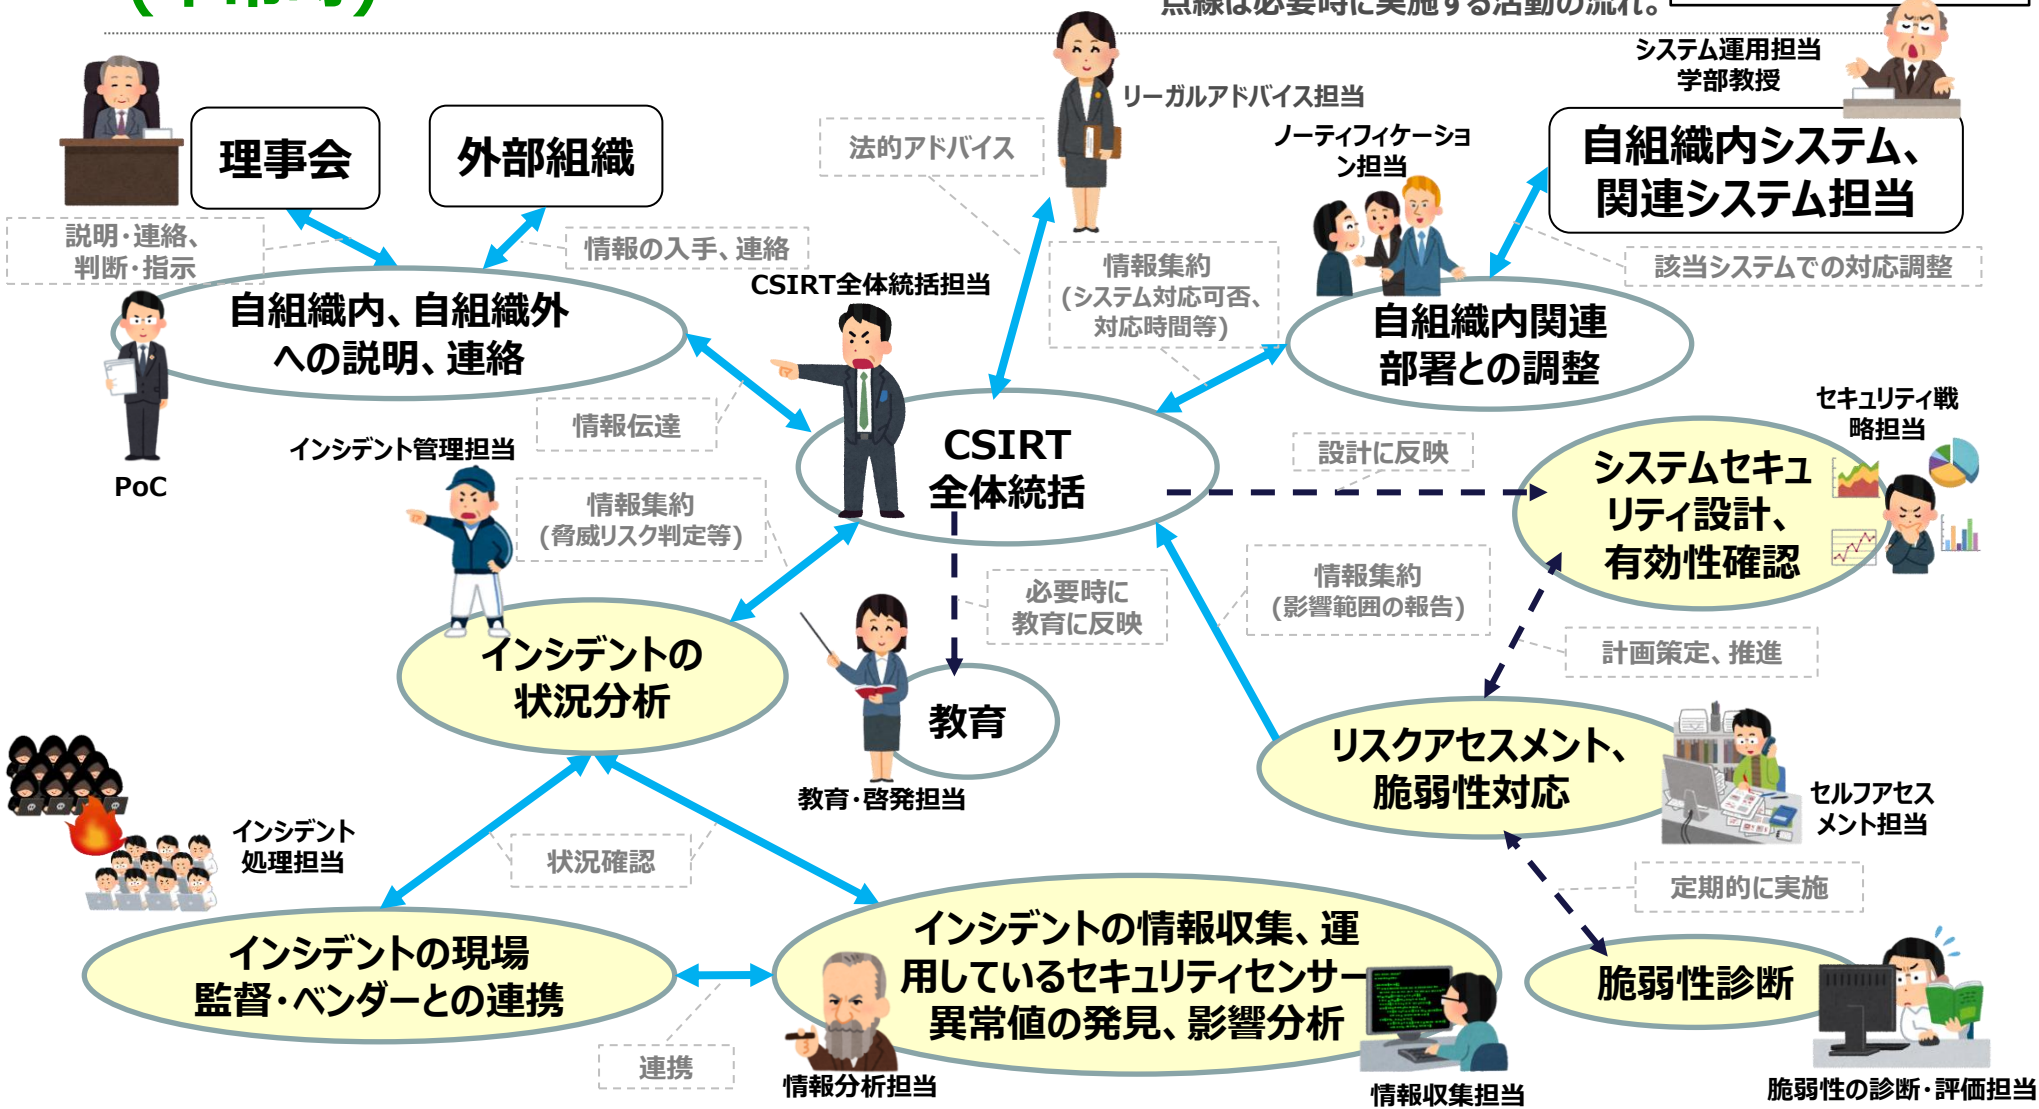 点線は必要時に実施する活動の流れ。
システム運用担当
学部教授
リーガルアドバイス担当
理事会
外部組織
法的アドバイス
ノーティフィケーショ
ン担当
自組織内システム、
関連システム担当
説明・連絡、
判断・指示
情報の入手、連絡
CSIRT全体統括担当
情報集約
(システム対応可否、
対応時間等)
該当システムでの対応調整
自組織内、自組織外
への説明、連絡
自組織内関連
部署との調整
PoC
情報伝達
インシデント管理担当
CSIRT
全体統括
設計に反映
セキュリティ戦
略担当
システムセキュ
リティ設計、
有効性確認
情報集約
(脅威リスク判定等)
必要時に
教育に反映
情報集約
(影響範囲の報告)
計画策定、推進
インシデントの
状況分析
教育
教育・啓発担当
リスクアセスメント、
脆弱性対応
セルフアセス
メント担当
インシデント
処理担当
状況確認
定期的に実施
インシデントの現場
監督・ベンダーとの連携
インシデントの情報収集、運
用しているセキュリティセンサー
異常値の発見、影響分析
脆弱性診断
連携
情報分析担当
情報収集担当
脆弱性の診断・評価担当